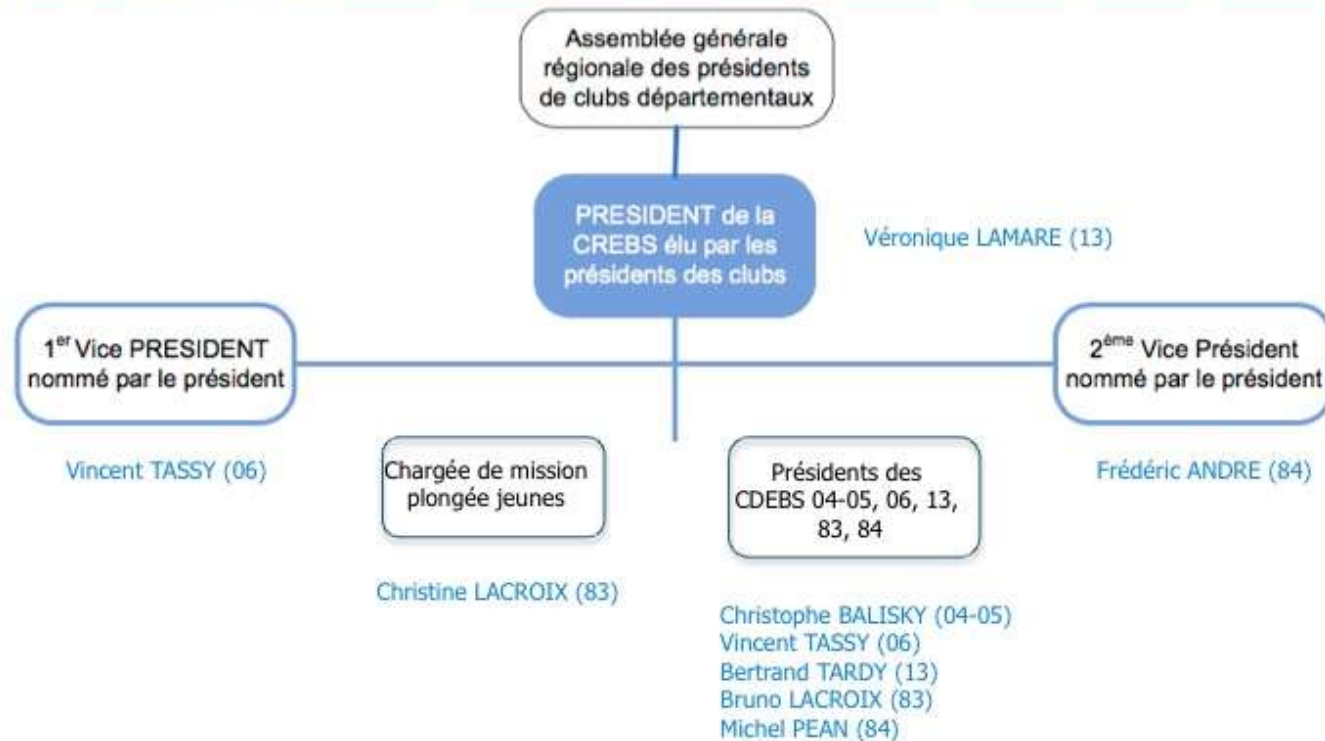 Assemblée générale
régionale des présidents
de clubs départementaux
PRESIDENT de la
CREBS élu par les
présidents des clubs
Véronique LAMARE (13)
1er Vice PRESIDENT
nommé par le président
2ème Vice Président
nommé par le président
Vincent TASSY (06)
Frédéric ANDRE (84)
Chargée de mission
plongée jeunes
Présidents des
CDEBS 04-05, 06, 13,
83, 84
Christine LACROIX (83)
Christophe BALISKY (04-05)
Vincent TASSY (06)
Bertrand TARDY (13)
Bruno LACROIX (83)
Michel PEAN (84)